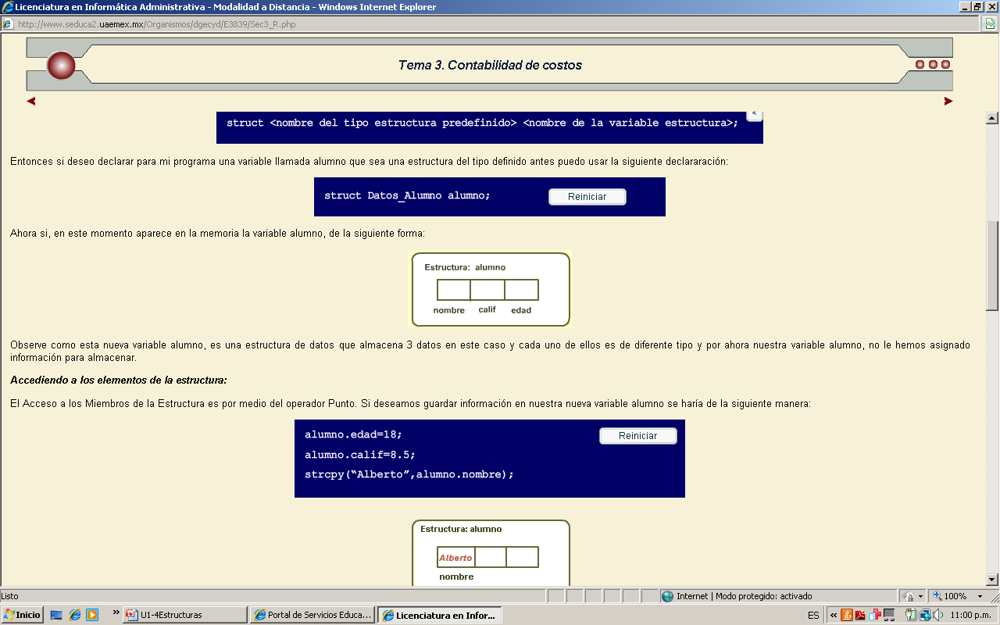 Licenciatura en Informática Administrativa - Modalidad a Distancia - Windows Internet Explorer
http://www.seduca2.uaemex.mx/Organismos/dgecyd/E3839/Sec3_R.php
Tema 3. Contabilidad de costos
struct <nombre del tipo estructura predefinido> <nombre de la variable estructura>;
Entonces si deseo declarar para mi programa una variable llamada alumno que sea una estructura del tipo definido antes puedo usar la siguiente declararación:
struct Datos_Alumno alumno; Reiniciar
Ahora si, en este momento aparece en la memoria la variable alumno, de la siguiente forma:
Estructura: alumno
nombre calif edad
Observe como esta nueva variable alumno, es una estructura de datos que almacena 3 datos en este caso y cada uno de ellos es de diferente tipo y por ahora nuestra variable alumno, no le hemos asignado
información para almacenar.
Accediendo a los elementos de la estructura:
El Acceso a los Miembros de la Estructura es por medio del operador Punto. Si deseamos guardar información en nuestra nueva variable alumno se haría de la siguiente manera:
alumno.edad=18; Reiniciar
alumno.calif=8.5;
strcpy(“Alberto”,alumno.nombre);
Estructura: alumno
Alberto
nombre
Listo Internet | Modo protegido: activado 100%
Inicio » U1-4Estructuras Portal de Servicios Educa... Licenciatura en Infor... ES « 11:00 p.m.